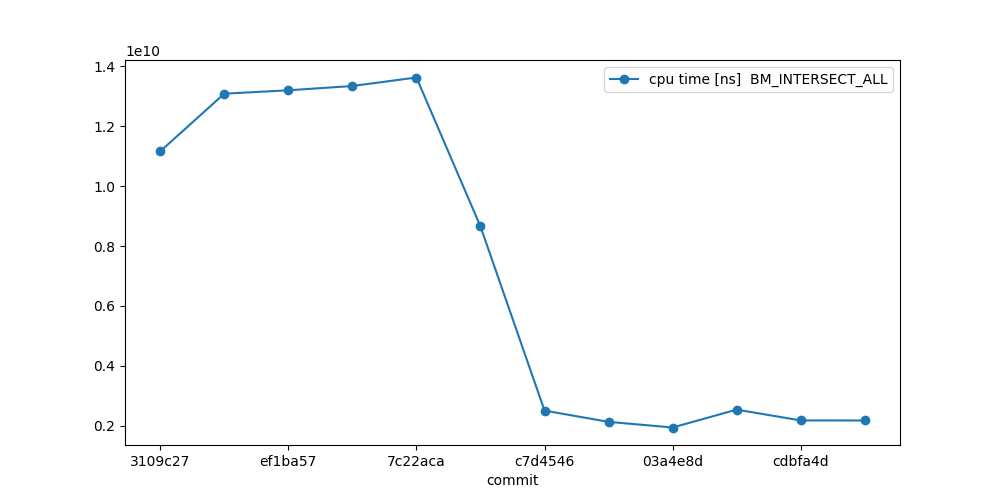 1e10
1.4
1.2
1.0
0.8
0.6
0.4
0.2
cpu time [ns]  BM_INTERSECT_ALL
3109c27 ef1ba57 7c22aca c7d4546 03a4e8d cdbfa4d
commit